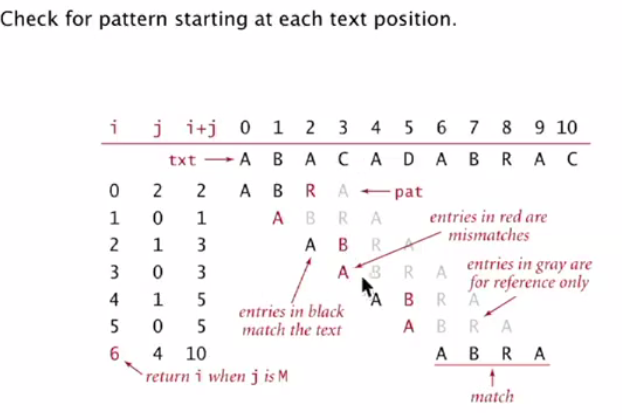 Check for pattern starting at each text position.
i j i+j 0 1 2 3 4 5 6 7 8 9 10
txt A B A C A D A B R A C
0 2 2 A B R A pat
1 0 1 A B R A entries in red are
mismatches
2 1 3 A B R A
3 0 3 A B R A entries in gray are
for reference only
4 1 5 A B R A
entries in black
match the text
5 0 5 A B R A
6 4 10 A B R A
return i when j is M
match